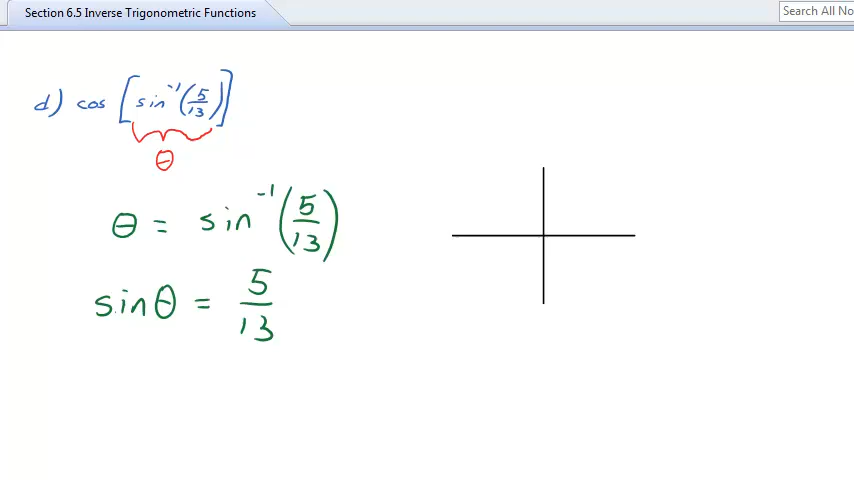 Section 6.5 Inverse Trigonometric Functions
Search All No
d) cos [sin⁻¹(5/13)]
θ
θ = sin⁻¹(5/13)
sinθ = 5/13